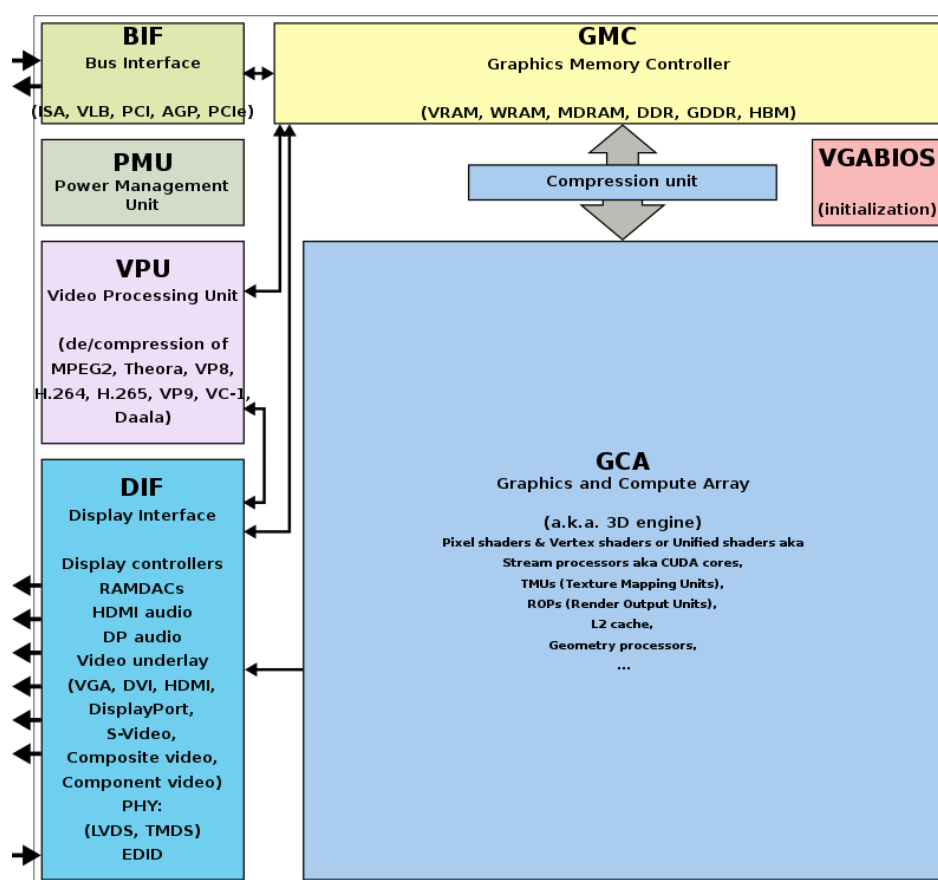 BIF
Bus Interface
(ISA, VLB, PCI, AGP, PCIe)
GMC
Graphics Memory Controller
(VRAM, WRAM, MDRAM, DDR, GDDR, HBM)
PMU
Power Management
Unit
Compression unit
VGABIOS
(initialization)
VPU
Video Processing Unit
(de/compression of
MPEG2, Theora, VP8,
H.264, H.265, VP9, VC-1,
Daala)
DIF
Display Interface
Display controllers
RAMDACs
HDMI audio
DP audio
Video underlay
(VGA, DVI, HDMI,
DisplayPort,
S-Video,
Composite video,
Component video)
PHY:
(LVDS, TMDS)
EDID
GCA
Graphics and Compute Array
(a.k.a. 3D engine)
Pixel shaders & Vertex shaders or Unified shaders aka
Stream processors aka CUDA cores,
TMUs (Texture Mapping Units),
ROPs (Render Output Units),
L2 cache,
Geometry processors,
...